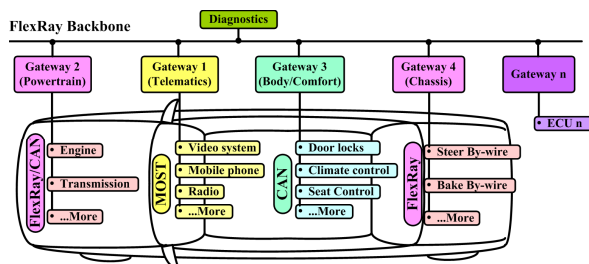 FlexRay Backbone
Diagnostics
Gateway 2
(Powertrain)
Gateway 1
(Telematics)
Gateway 3
(Body/Comfort)
Gateway 4
(Chassis)
Gateway n
ECU n
FlexRay/CAN
Engine
Transmission
...More
MOST
Video system
Mobile phone
Radio
...More
CAN
Door locks
Climate control
Seat Control
...More
FlexRay
Steer By-wire
Bake By-wire
...More